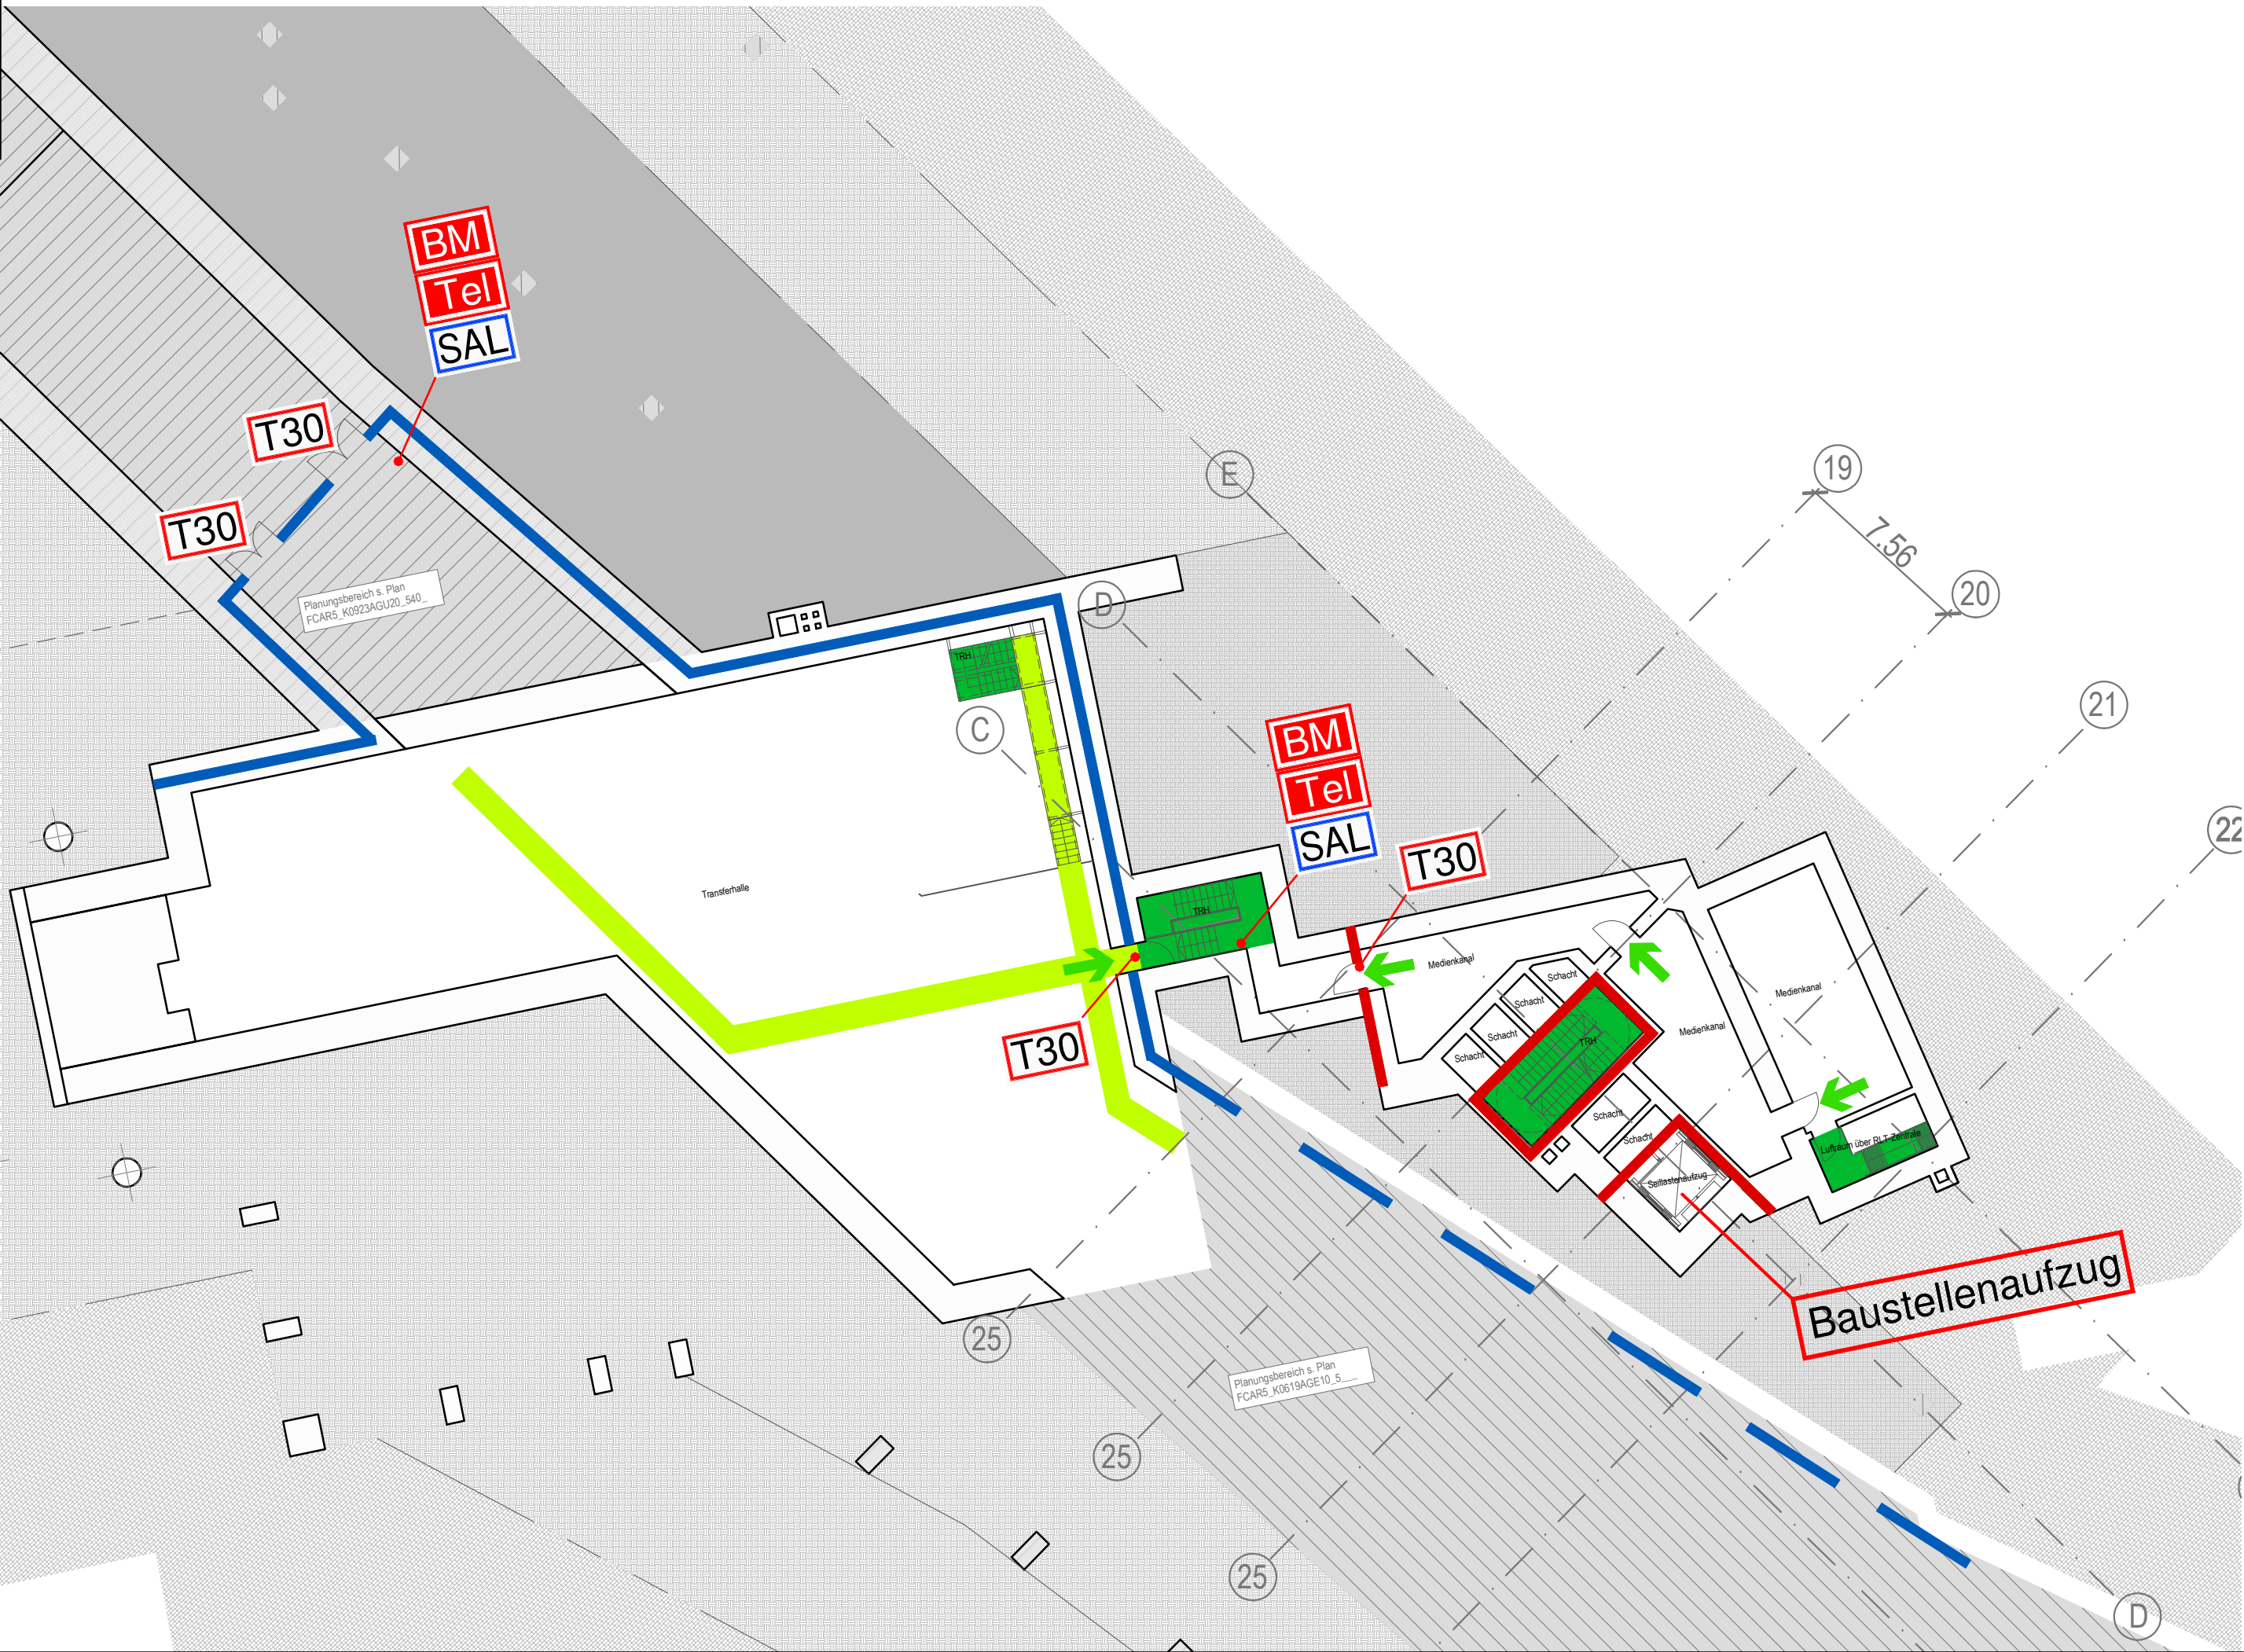 BM
Tel
SAL
T30
T30
Planungsbereich s. Plan
FCAR5_K0923AGU20_540_
E
19
7.56
20
D
21
TRH
C
BM
Tel
SAL
T30
22
Transferhalle
TRH
Medienkanal
Schacht
Schacht
Schacht
Schacht
Medienkanal
Medienkanal
TRH
T30
Schacht
Schacht
Luftraum über RLT-Zentrale
Seillastenaufzug
Baustellenaufzug
25
Planungsbereich s. Plan
FCAR5_K0619AGE10_5___
25
25
D